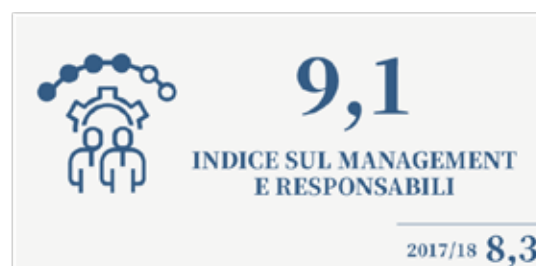 9,1
INDICE SUL MANAGEMENT
E RESPONSABILI
2017/18 8,3